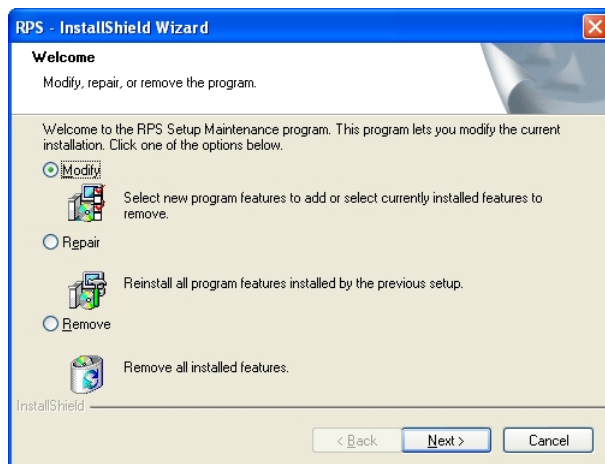 RPS - InstallShield Wizard
Welcome
Modify, repair, or remove the program.
Welcome to the RPS Setup Maintenance program. This program lets you modify the current
installation. Click one of the options below.
Modify
Select new program features to add or select currently installed features to
remove.
Repair
Reinstall all program features installed by the previous setup.
Remove
Remove all installed features.
InstallShield
< Back
Next >
Cancel